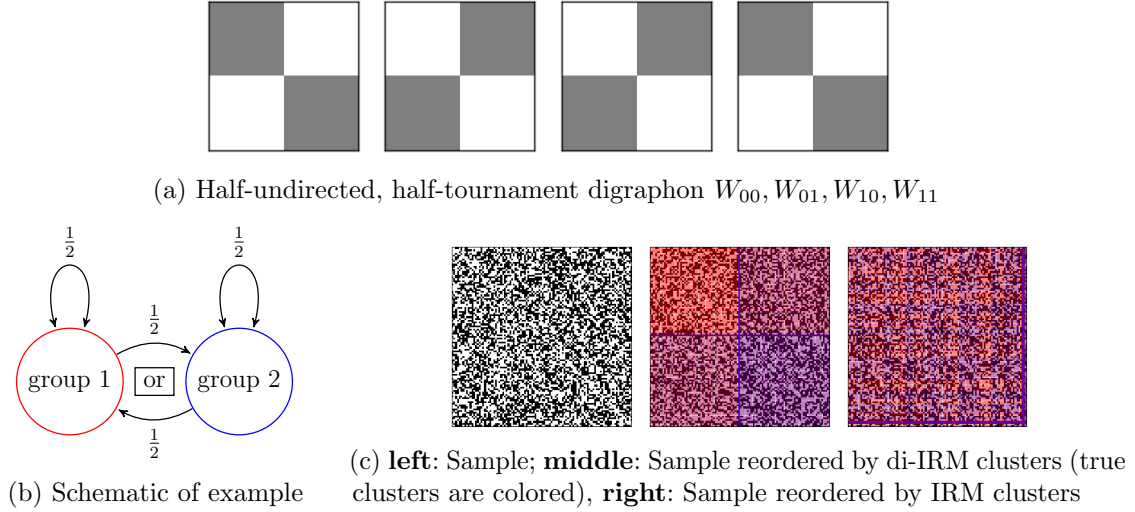 (a) Half-undirected, half-tournament digraphon W₀₀, W₀₁, W₁₀, W₁₁
1/2
1/2
1/2
group 1
or
group 2
1/2
(b) Schematic of example
(c) left: Sample; middle: Sample reordered by di-IRM clusters (true
clusters are colored), right: Sample reordered by IRM clusters